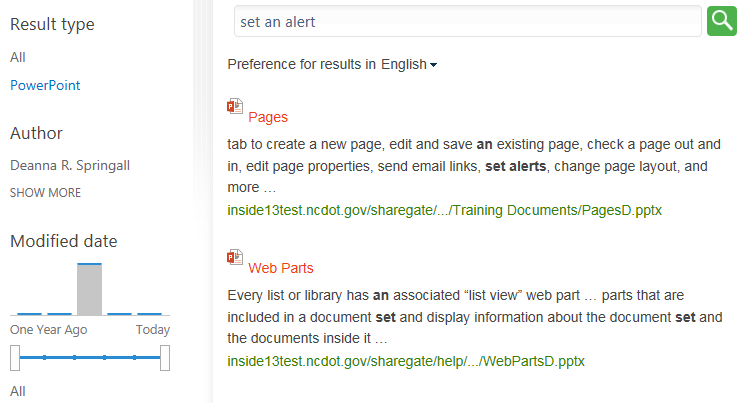 Result type
All
PowerPoint
Author
Deanna R. Springall
SHOW MORE
Modified date
One Year Ago Today
All
set an alert
Preference for results in English
Pages
tab to create a new page, edit and save an existing page, check a page out and
in, edit page properties, send email links, set alerts, change page layout, and
more …
inside13test.ncdot.gov/sharegate/.../Training Documents/PagesD.pptx
Web Parts
Every list or library has an associated “list view” web part … parts that are
included in a document set and display information about the document set and
the documents inside it …
inside13test.ncdot.gov/sharegate/help/.../WebPartsD.pptx